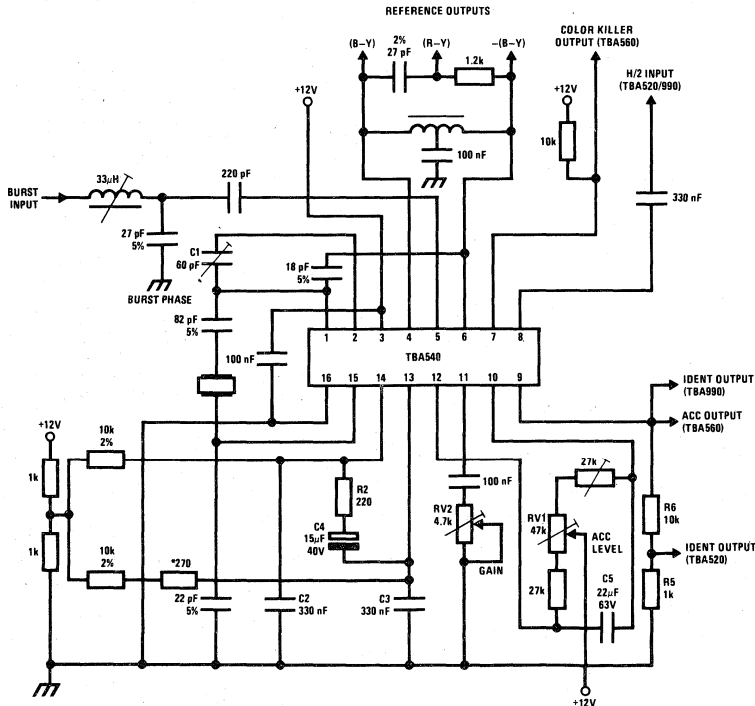 REFERENCE OUTPUTS
COLOR KILLER
OUTPUT (TBA560)
(B–Y)
2%
27 pF
(R–Y)
–(B–Y)
1.2k
H/2 INPUT
(TBA520/990)
+12V
+12V
10k
100 nF
33µH
220 pF
BURST
INPUT
330 nF
27 pF
5%
C1
60 pF
18 pF
5%
BURST PHASE
82 pF
5%
1 2 3 4 5 6 7 8
TBA540
100 nF
16 15 14 13 12 11 10 9
IDENT OUTPUT
(TBA990)
ACC OUTPUT
(TBA560)
+12V
10k
2%
27k
1k
100 nF
R2
220
RV2
4.7k
RV1
47k
ACC
LEVEL
R6
10k
C4
15µF
40V
1k
10k
2%
*270
GAIN
IDENT OUTPUT
(TBA520)
27k
C5
22µF
63V
R5
1k
22 pF
5%
C2
330 nF
C3
330 nF
+12V